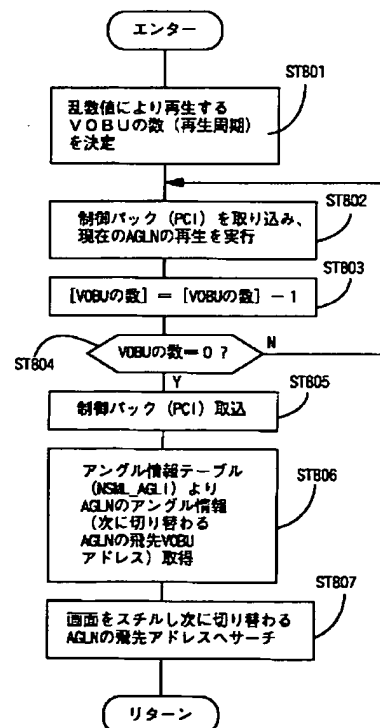 エンター
ST801
乱数値により再生する
VOBUの数（再生周期）
を決定
ST802
制御パック（PCI）を取り込み、
現在のAGLNの再生を実行
ST803
[VOBUの数] ＝ [VOBUの数] － 1
ST804
VOBUの数＝0 ?
N
Y
ST805
制御パック（PCI）取込
ST806
アングル情報テーブル
（NSML_AGLI）より
AGLNのアングル情報
（次に切り替わる
AGLNの飛先VOBU
アドレス）取得
ST807
画面をスチルし次に切り替わる
AGLNの飛先アドレスへサーチ
リターン